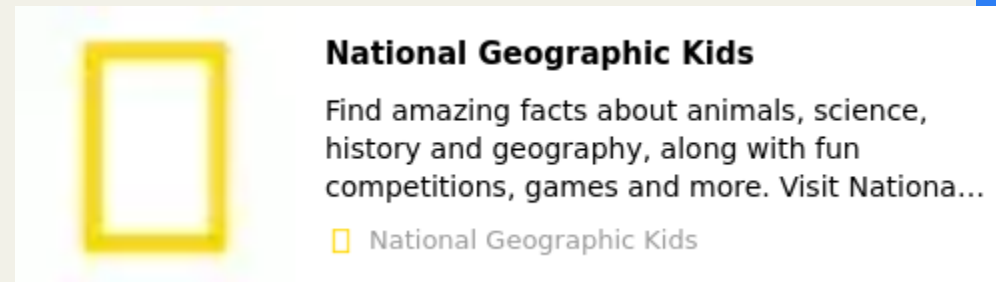 National Geographic Kids
Find amazing facts about animals, science,
history and geography, along with fun
competitions, games and more. Visit Nationa...
National Geographic Kids